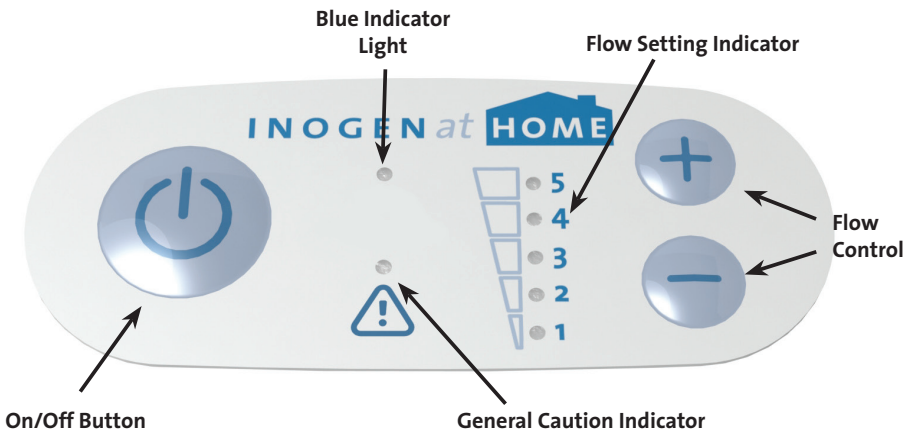 Blue Indicator
Light
Flow Setting Indicator
INOGEN at HOME
5
4
3
2
1
Flow
Control
On/Off Button
General Caution Indicator